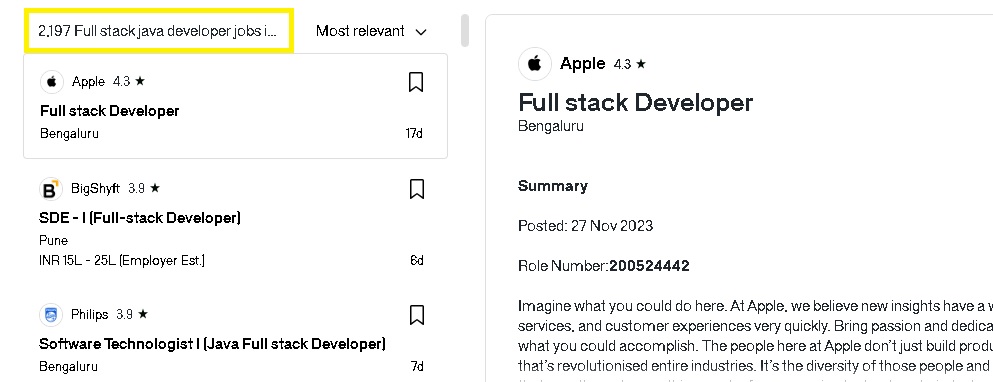 2,197 Full stack java developer jobs i...
Most relevant
Apple 4.3 ★
Full stack Developer
Bengaluru
17d
BigShyft 3.9 ★
SDE - I (Full-stack Developer)
Pune
INR 15L - 25L (Employer Est.)
6d
Philips 3.9 ★
Software Technologist I (Java Full stack Developer)
Bengaluru
7d
Apple 4.3 ★
Full stack Developer
Bengaluru
Summary
Posted: 27 Nov 2023
Role Number:200524442
Imagine what you could do here. At Apple, we believe new insights have a w
services, and customer experiences very quickly. Bring passion and dedica
what you could accomplish. The people here at Apple don't just build produ
that's revolutionised entire industries. It's the diversity of those people and